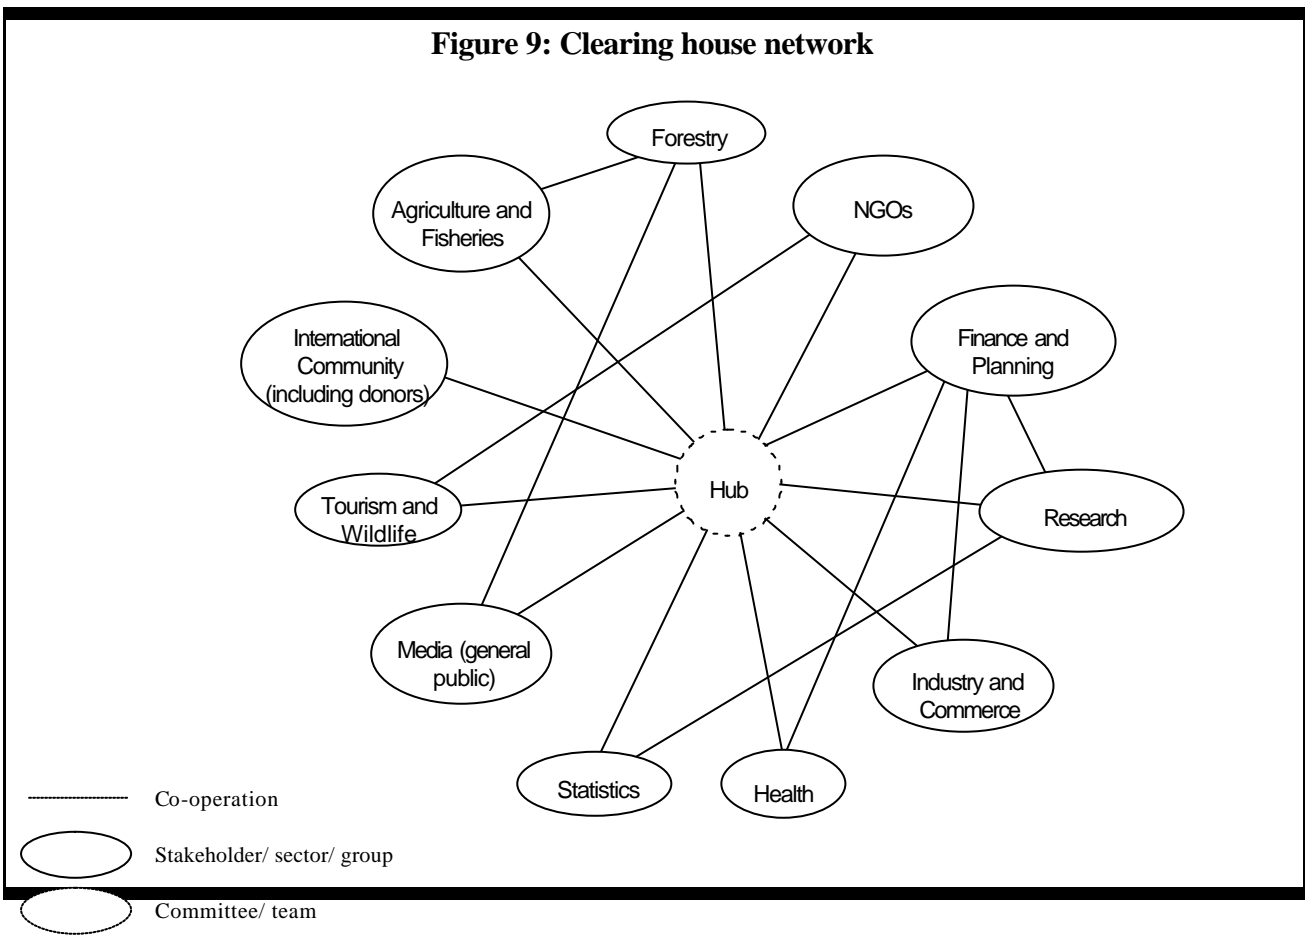 Figure 9: Clearing house network
Forestry
NGOs
Agriculture and
Fisheries
International
Community
(including donors)
Finance and
Planning
Hub
Tourism and
Wildlife
Research
Media (general
public)
Industry and
Commerce
Statistics
Health
Co-operation
Stakeholder/ sector/ group
Committee/ team